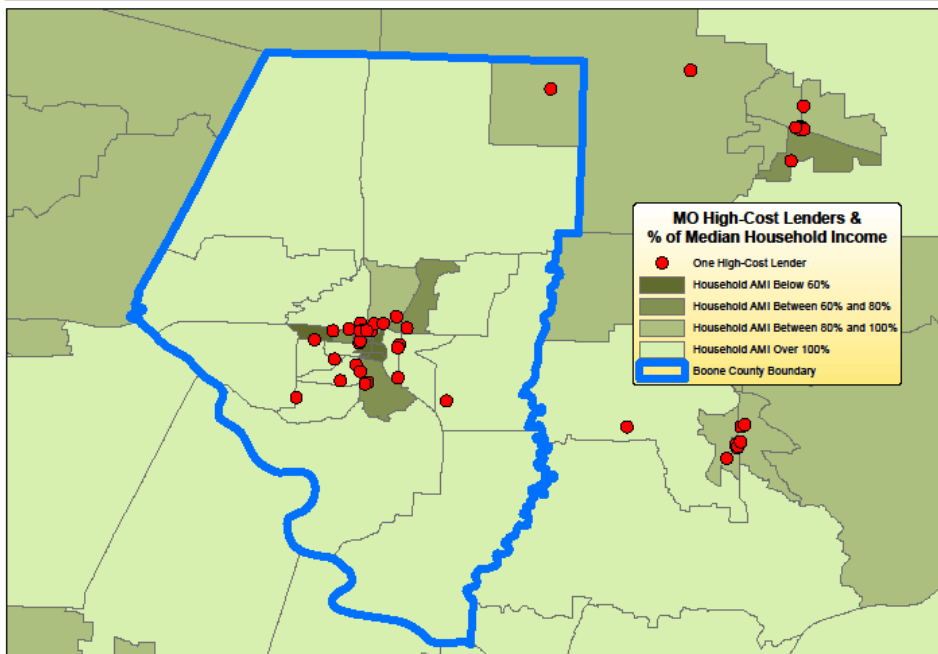 MO High-Cost Lenders &
% of Median Household Income
One High-Cost Lender
Household AMI Below 60%
Household AMI Between 60% and 80%
Household AMI Between 80% and 100%
Household AMI Over 100%
Boone County Boundary